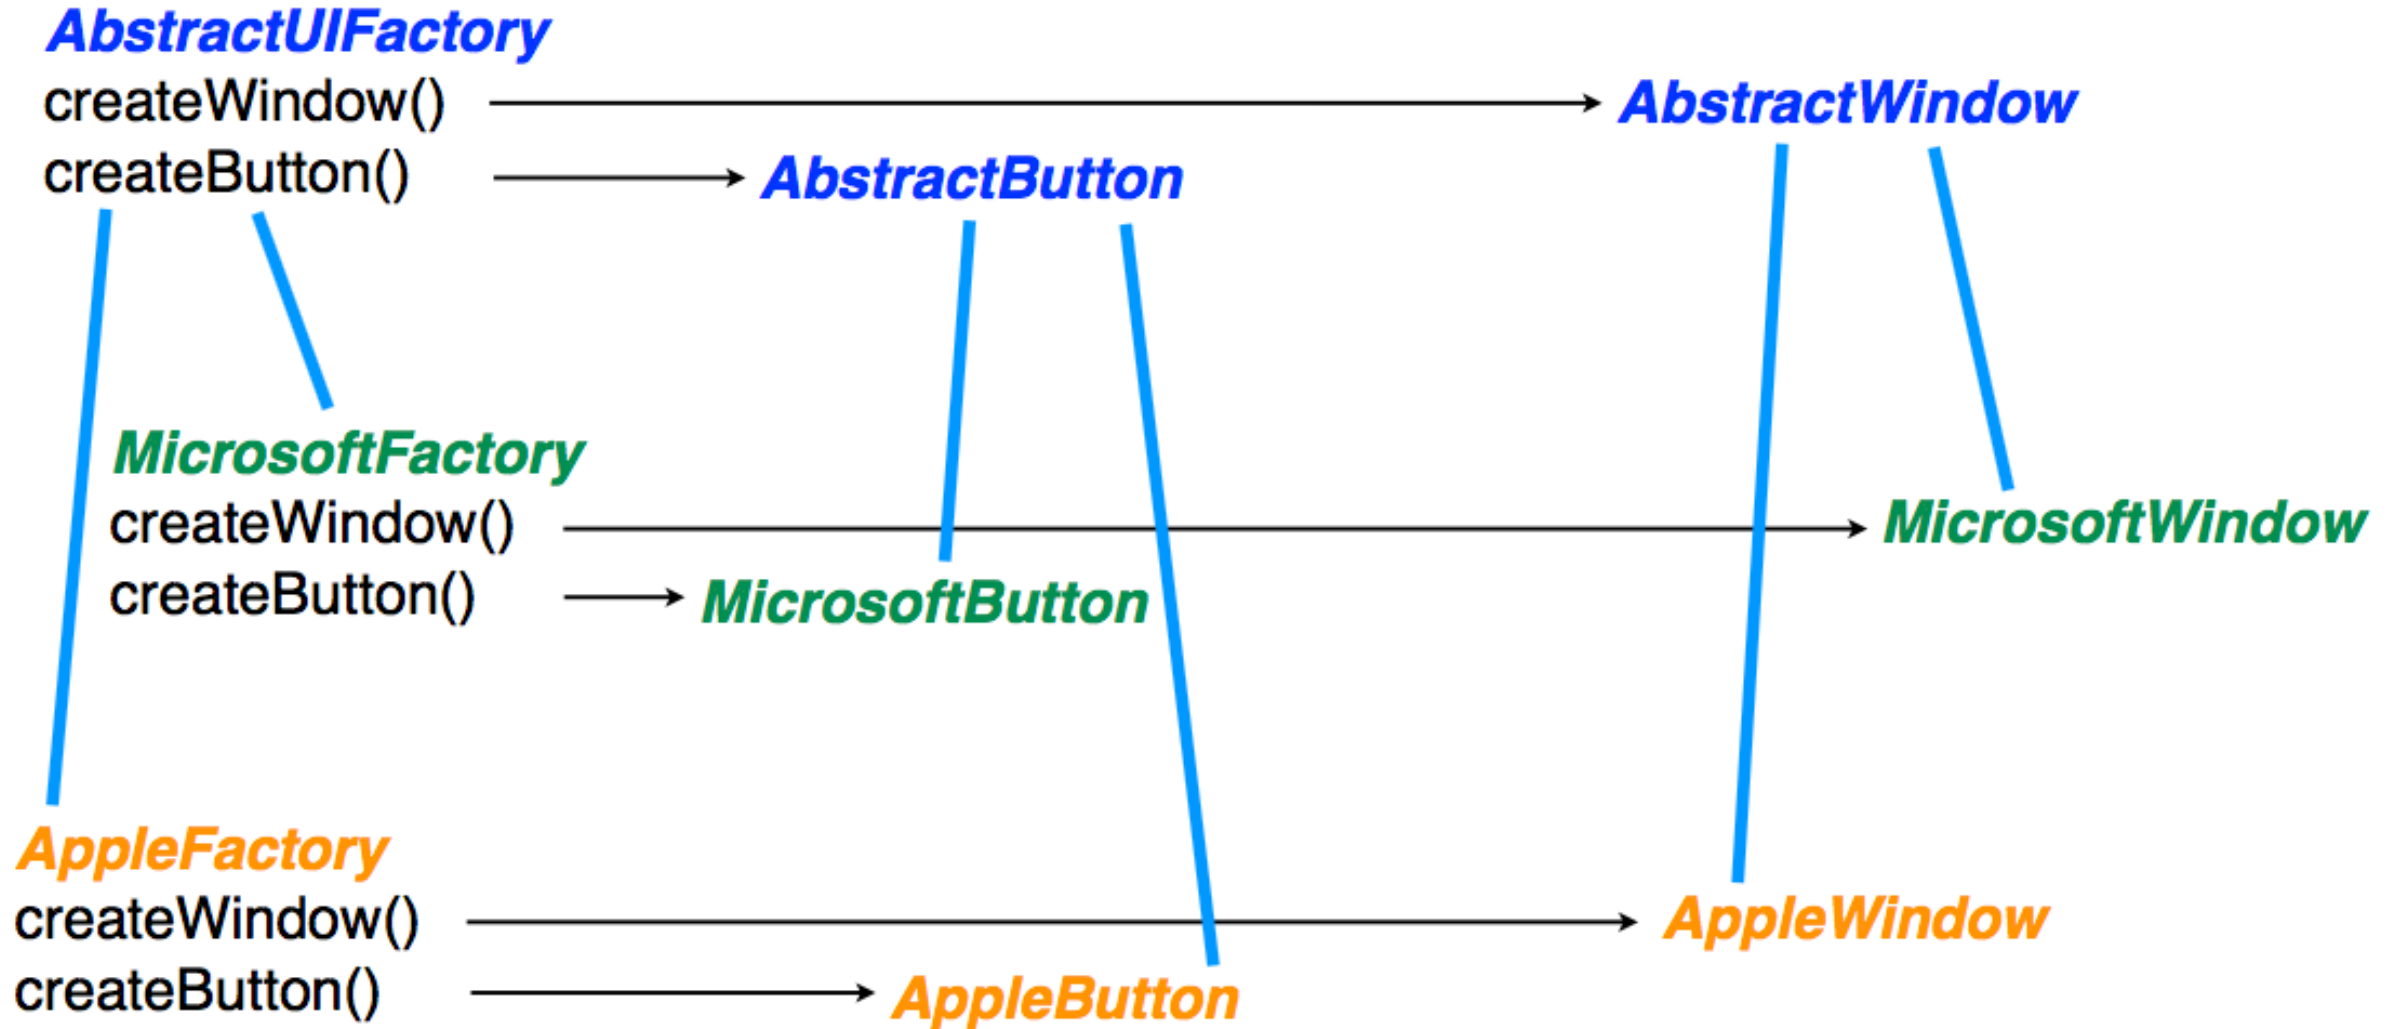 AbstractUIFactory
createWindow()
AbstractWindow
createButton()
AbstractButton
MicrosoftFactory
createWindow()
MicrosoftWindow
createButton()
MicrosoftButton
AppleFactory
createWindow()
AppleWindow
createButton()
AppleButton